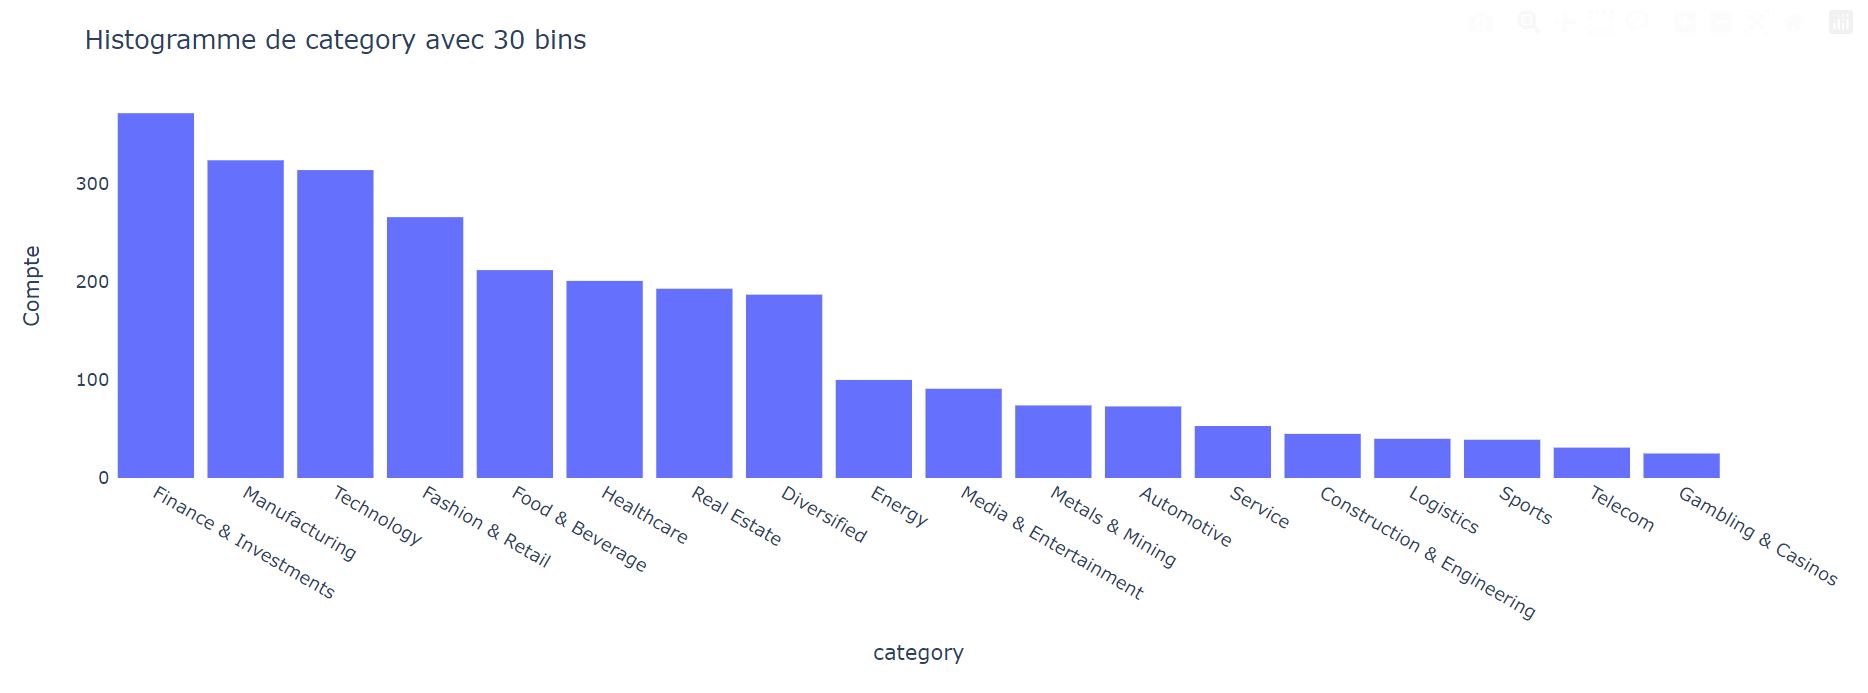 Histogramme de category avec 30 bins
Compte
300
200
100
0
Finance & Investments
Manufacturing
Technology
Fashion & Retail
Food & Beverage
Healthcare
Real Estate
Diversified
Energy
Media & Entertainment
Metals & Mining
Automotive
Service
Construction & Engineering
Logistics
Sports
Telecom
Gambling & Casinos
category